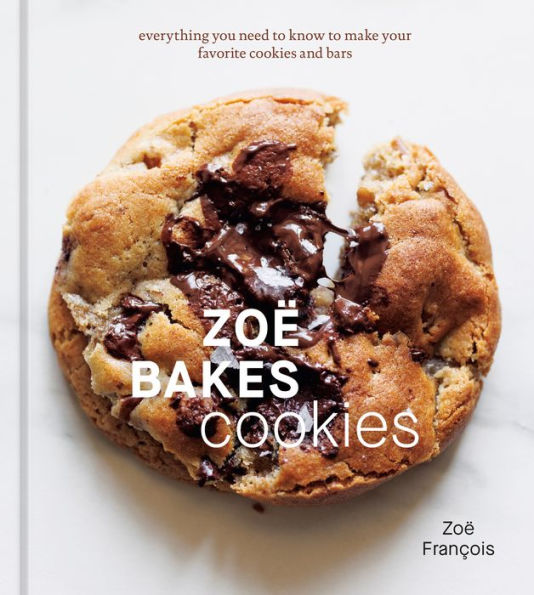 everything you need to know to make your
favorite cookies and bars
ZOË
BAKES
cookies
Zoë
François